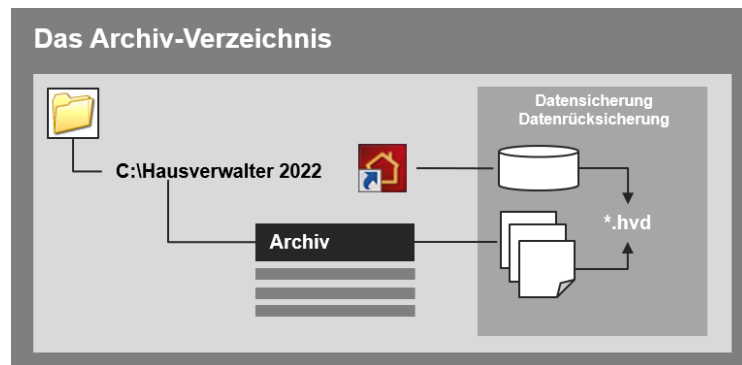 Das Archiv-Verzeichnis
Datensicherung
Datenrücksicherung
C:\Hausverwalter 2022
*.hvd
Archiv